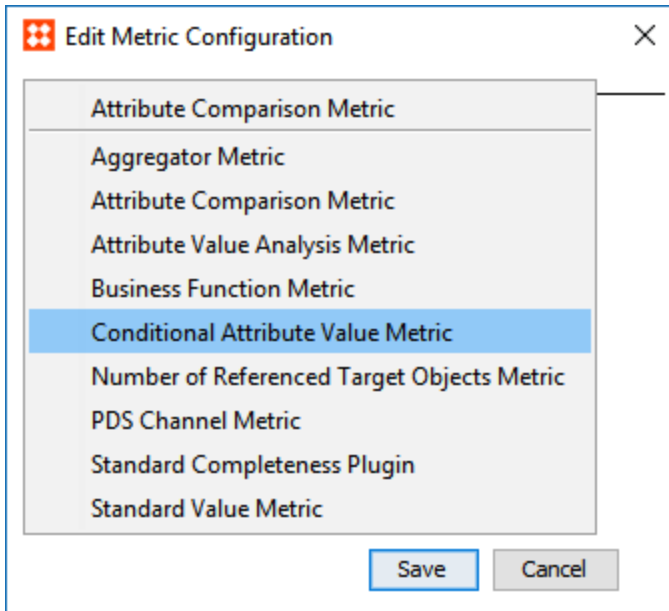 Edit Metric Configuration
Attribute Comparison Metric
Aggregator Metric
Attribute Comparison Metric
Attribute Value Analysis Metric
Business Function Metric
Conditional Attribute Value Metric
Number of Referenced Target Objects Metric
PDS Channel Metric
Standard Completeness Plugin
Standard Value Metric
Save Cancel